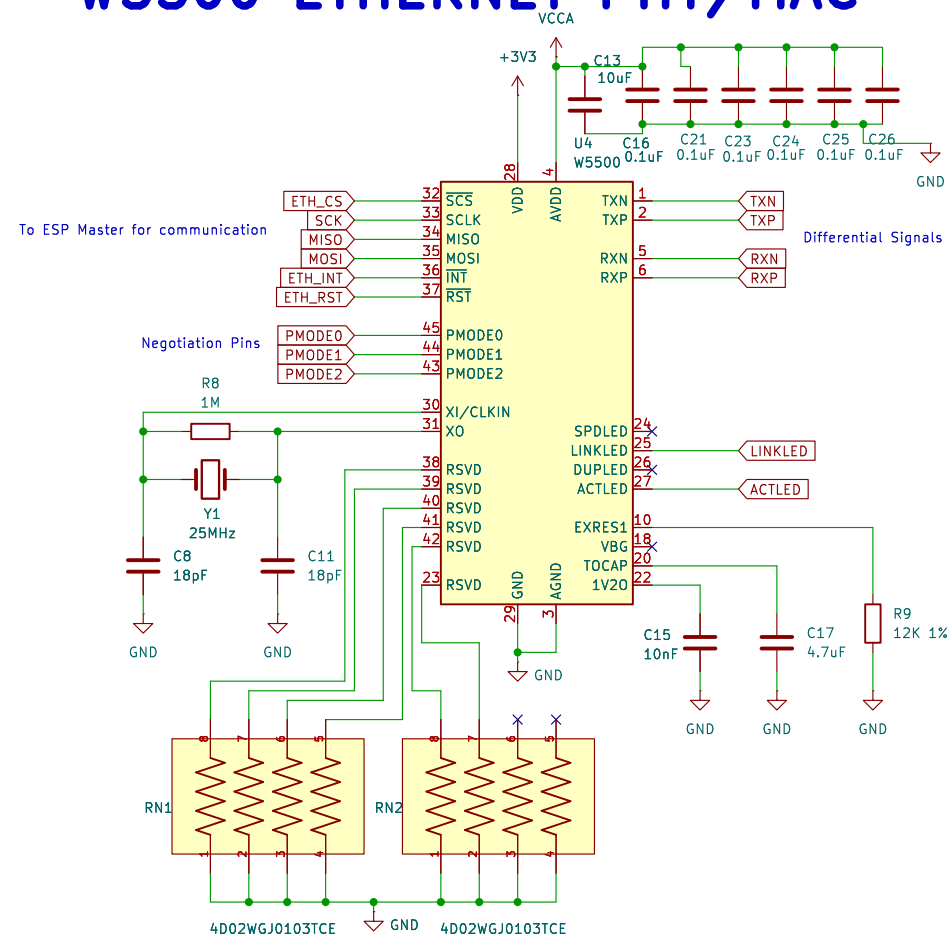 W5500 ETHERNET PHY/MAC
VCCA
+3V3
C13
10uF
U4
W5500
C16
0.1uF
C21
0.1uF
C23
0.1uF
C24
0.1uF
C25
0.1uF
C26
0.1uF
GND
28
4
VDD
AVDD
To ESP Master for communication
ETH_CS 32 SCS
SCK 33 SCLK
MISO 34 MISO
MOSI 35 MOSI
ETH_INT 36 INT
ETH_RST 37 RST
Negotiation Pins
PMODE0 45 PMODE0
PMODE1 44 PMODE1
PMODE2 43 PMODE2
30 XI/CLKIN
31 XO
38 RSVD
39 RSVD
40 RSVD
41 RSVD
42 RSVD
23 RSVD
TXN 1 TXN
TXP 2 TXP
Differential Signals
RXN 5 RXN
RXP 6 RXP
SPDLED 24
LINKLED 25 LINKLED
DUPLED 26
ACTLED 27 ACTLED
EXRES1 10
VBG 18
TOCAP 20
1V2O 22
GND
AGND
29
3
GND
R8
1M
Y1
25MHz
C8
18pF
C11
18pF
GND
GND
C15
10nF
C17
4.7uF
R9
12K 1%
GND
GND
GND
8 7 6 5
RN1
1 2 3 4
4D02WGJ0103TCE
8 7 6 5
RN2
1 2 3 4
4D02WGJ0103TCE
GND